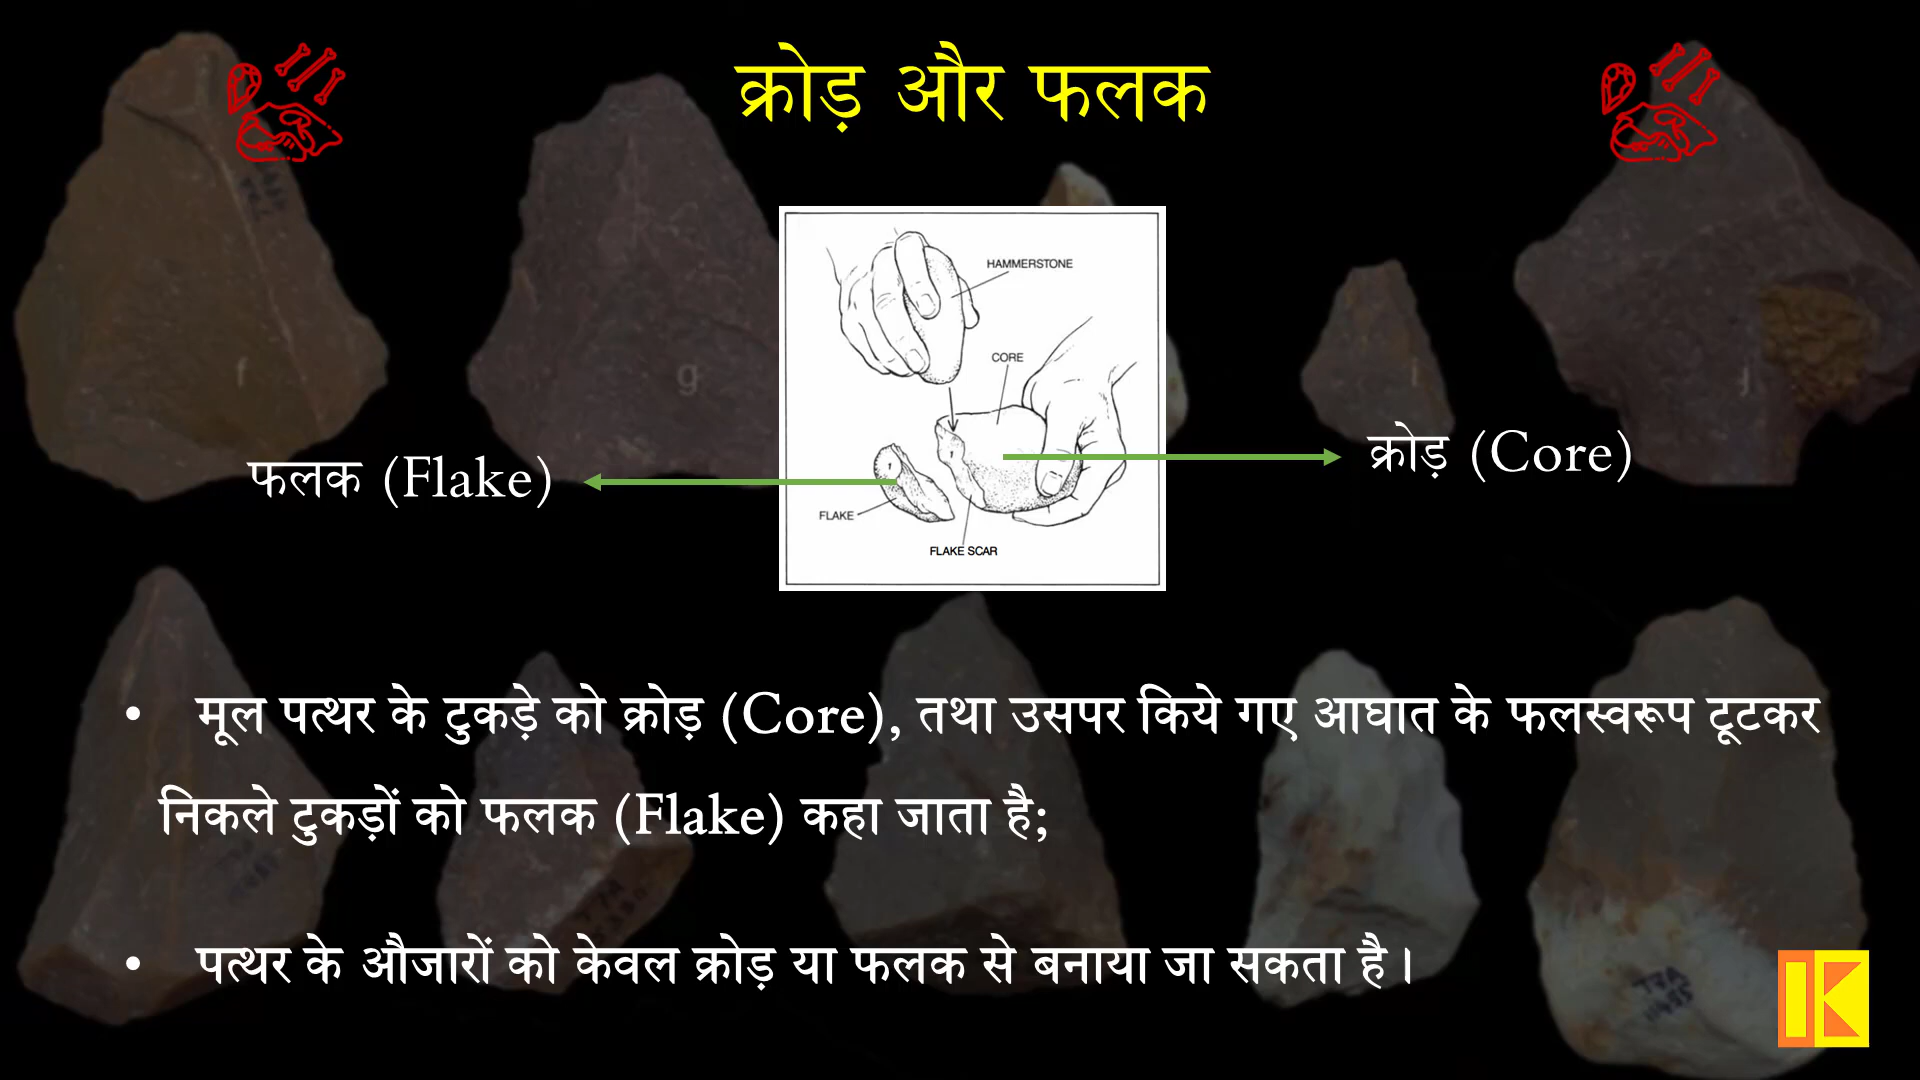 क्रोड़ और फलक
HAMMERSTONE
CORE
क्रोड़ (Core)
फलक (Flake)
FLAKE
FLAKE SCAR
• मूल पत्थर के टुकड़े को क्रोड़ (Core), तथा उसपर किये गए आघात के फलस्वरूप टूटकर
निकले टुकड़ों को फलक (Flake) कहा जाता है;
• पत्थर के औजारों को केवल क्रोड़ या फलक से बनाया जा सकता है।
f
g
j
IK